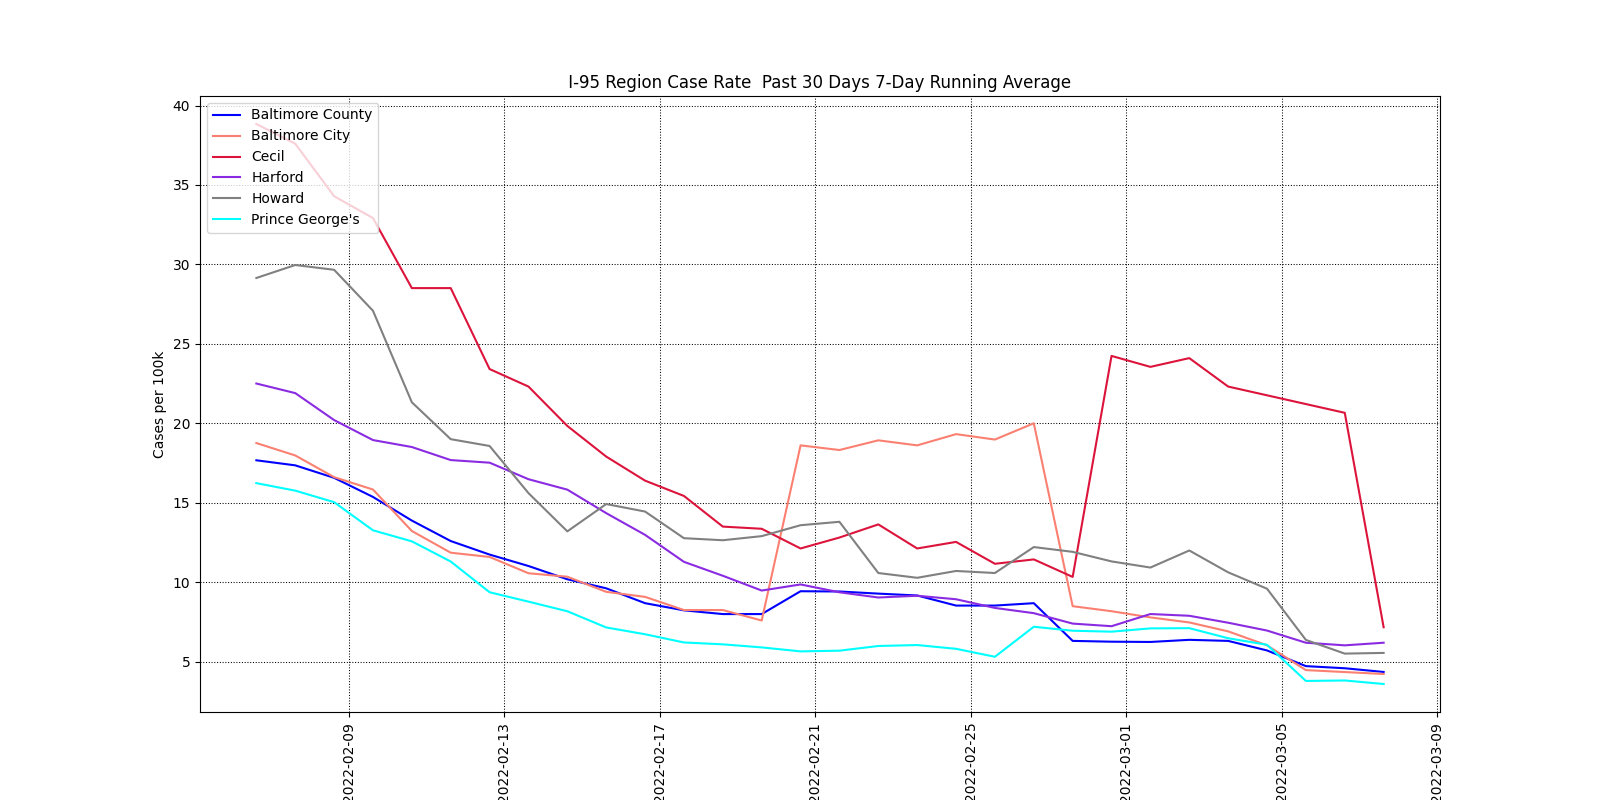 I-95 Region Case Rate  Past 30 Days 7-Day Running Average
Cases per 100k
40
35
30
25
20
15
10
5
Baltimore County
Baltimore City
Cecil
Harford
Howard
Prince George's
2022-02-09
2022-02-13
2022-02-17
2022-02-21
2022-02-25
2022-03-01
2022-03-05
2022-03-09